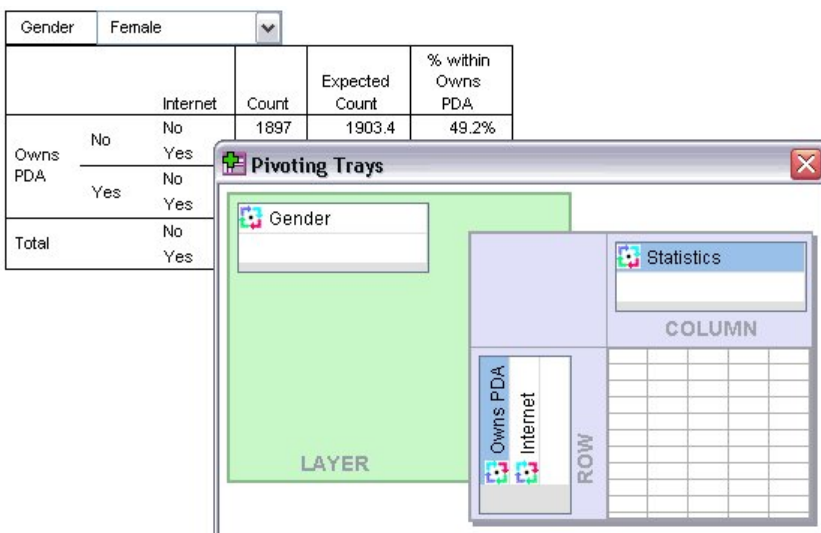 Gender Female
% within
Expected Owns
Internet Count Count PDA
No 1897 1903.4 49.2%
No
Owns Yes
PDA No
Yes
Yes
Total No
Yes
Pivoting Trays
Gender
Statistics
COLUMN
Owns PDA
Internet
ROW
LAYER